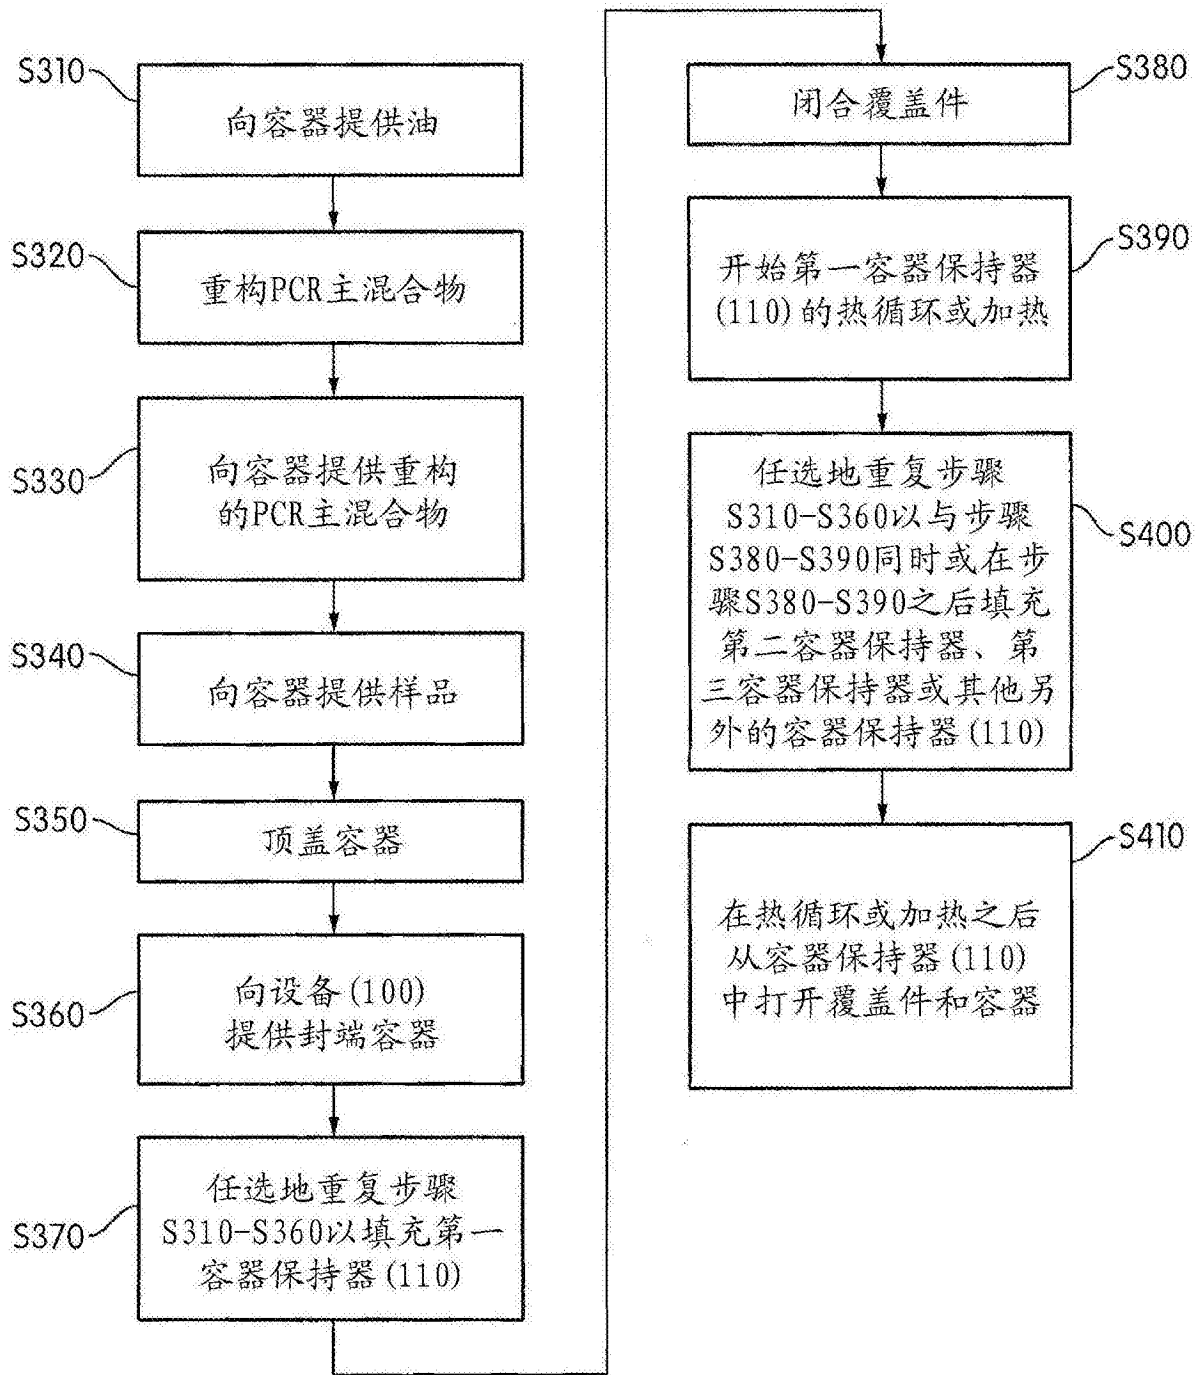 S310
向容器提供油
S320
重构PCR主混合物
S330
向容器提供重构
的PCR主混合物
S340
向容器提供样品
S350
顶盖容器
S360
向设备(100)
提供封端容器
S370
任选地重复步骤
S310-S360以填充第一
容器保持器(110)
S380
闭合覆盖件
S390
开始第一容器保持器
(110)的热循环或加热
S400
任选地重复步骤
S310-S360以与步骤
S380-S390同时或在步
骤S380-S390之后填充
第二容器保持器、第
三容器保持器或其他另
外的容器保持器(110)
S410
在热循环或加热之后
从容器保持器(110)
中打开覆盖件和容器